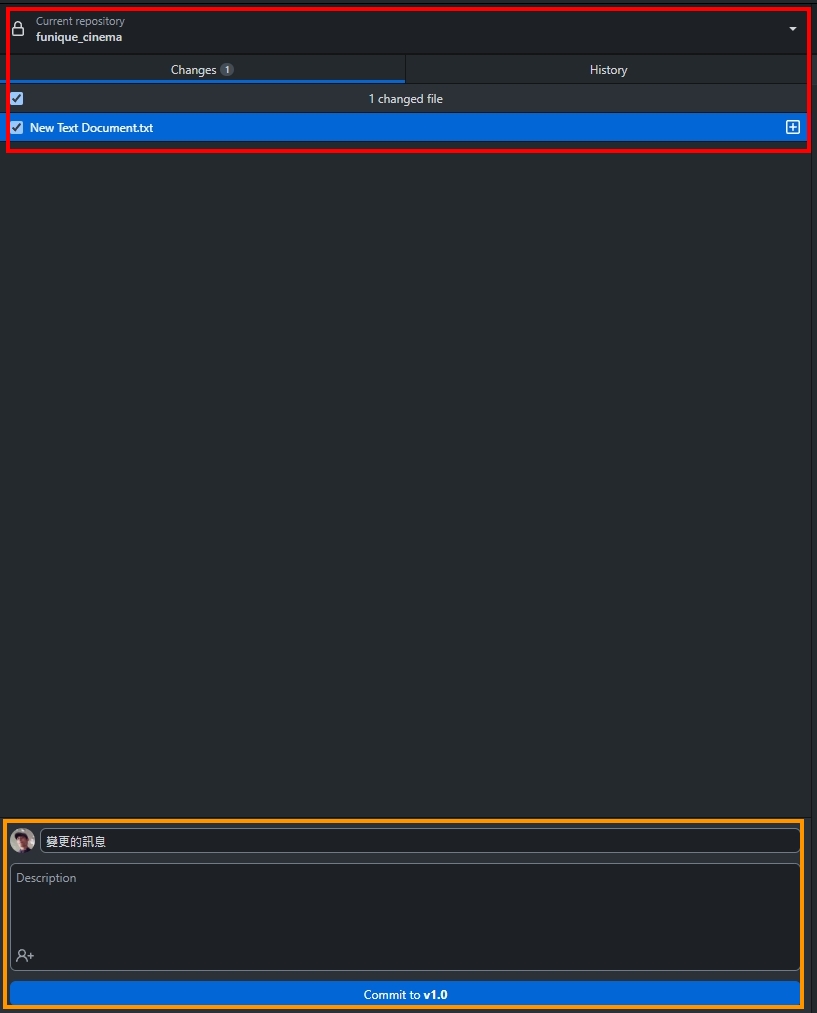 Current repository
funique_cinema
Changes 1
History
1 changed file
New Text Document.txt
變更的訊息
Description
Commit to v1.0